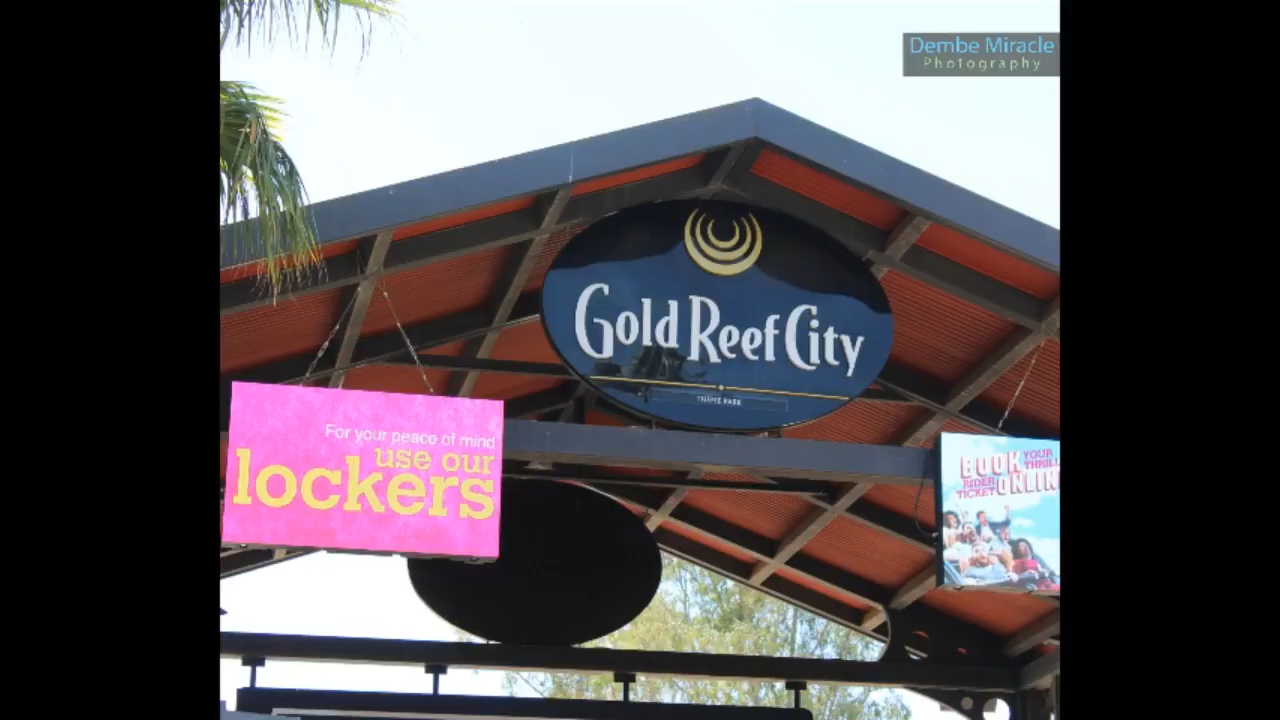 Dembe Miracle
Photography
Gold Reef City
THEME PARK
For your peace of mind
use our
lockers
BOOK YOUR THRILL
RIDER TICKET ONLIN